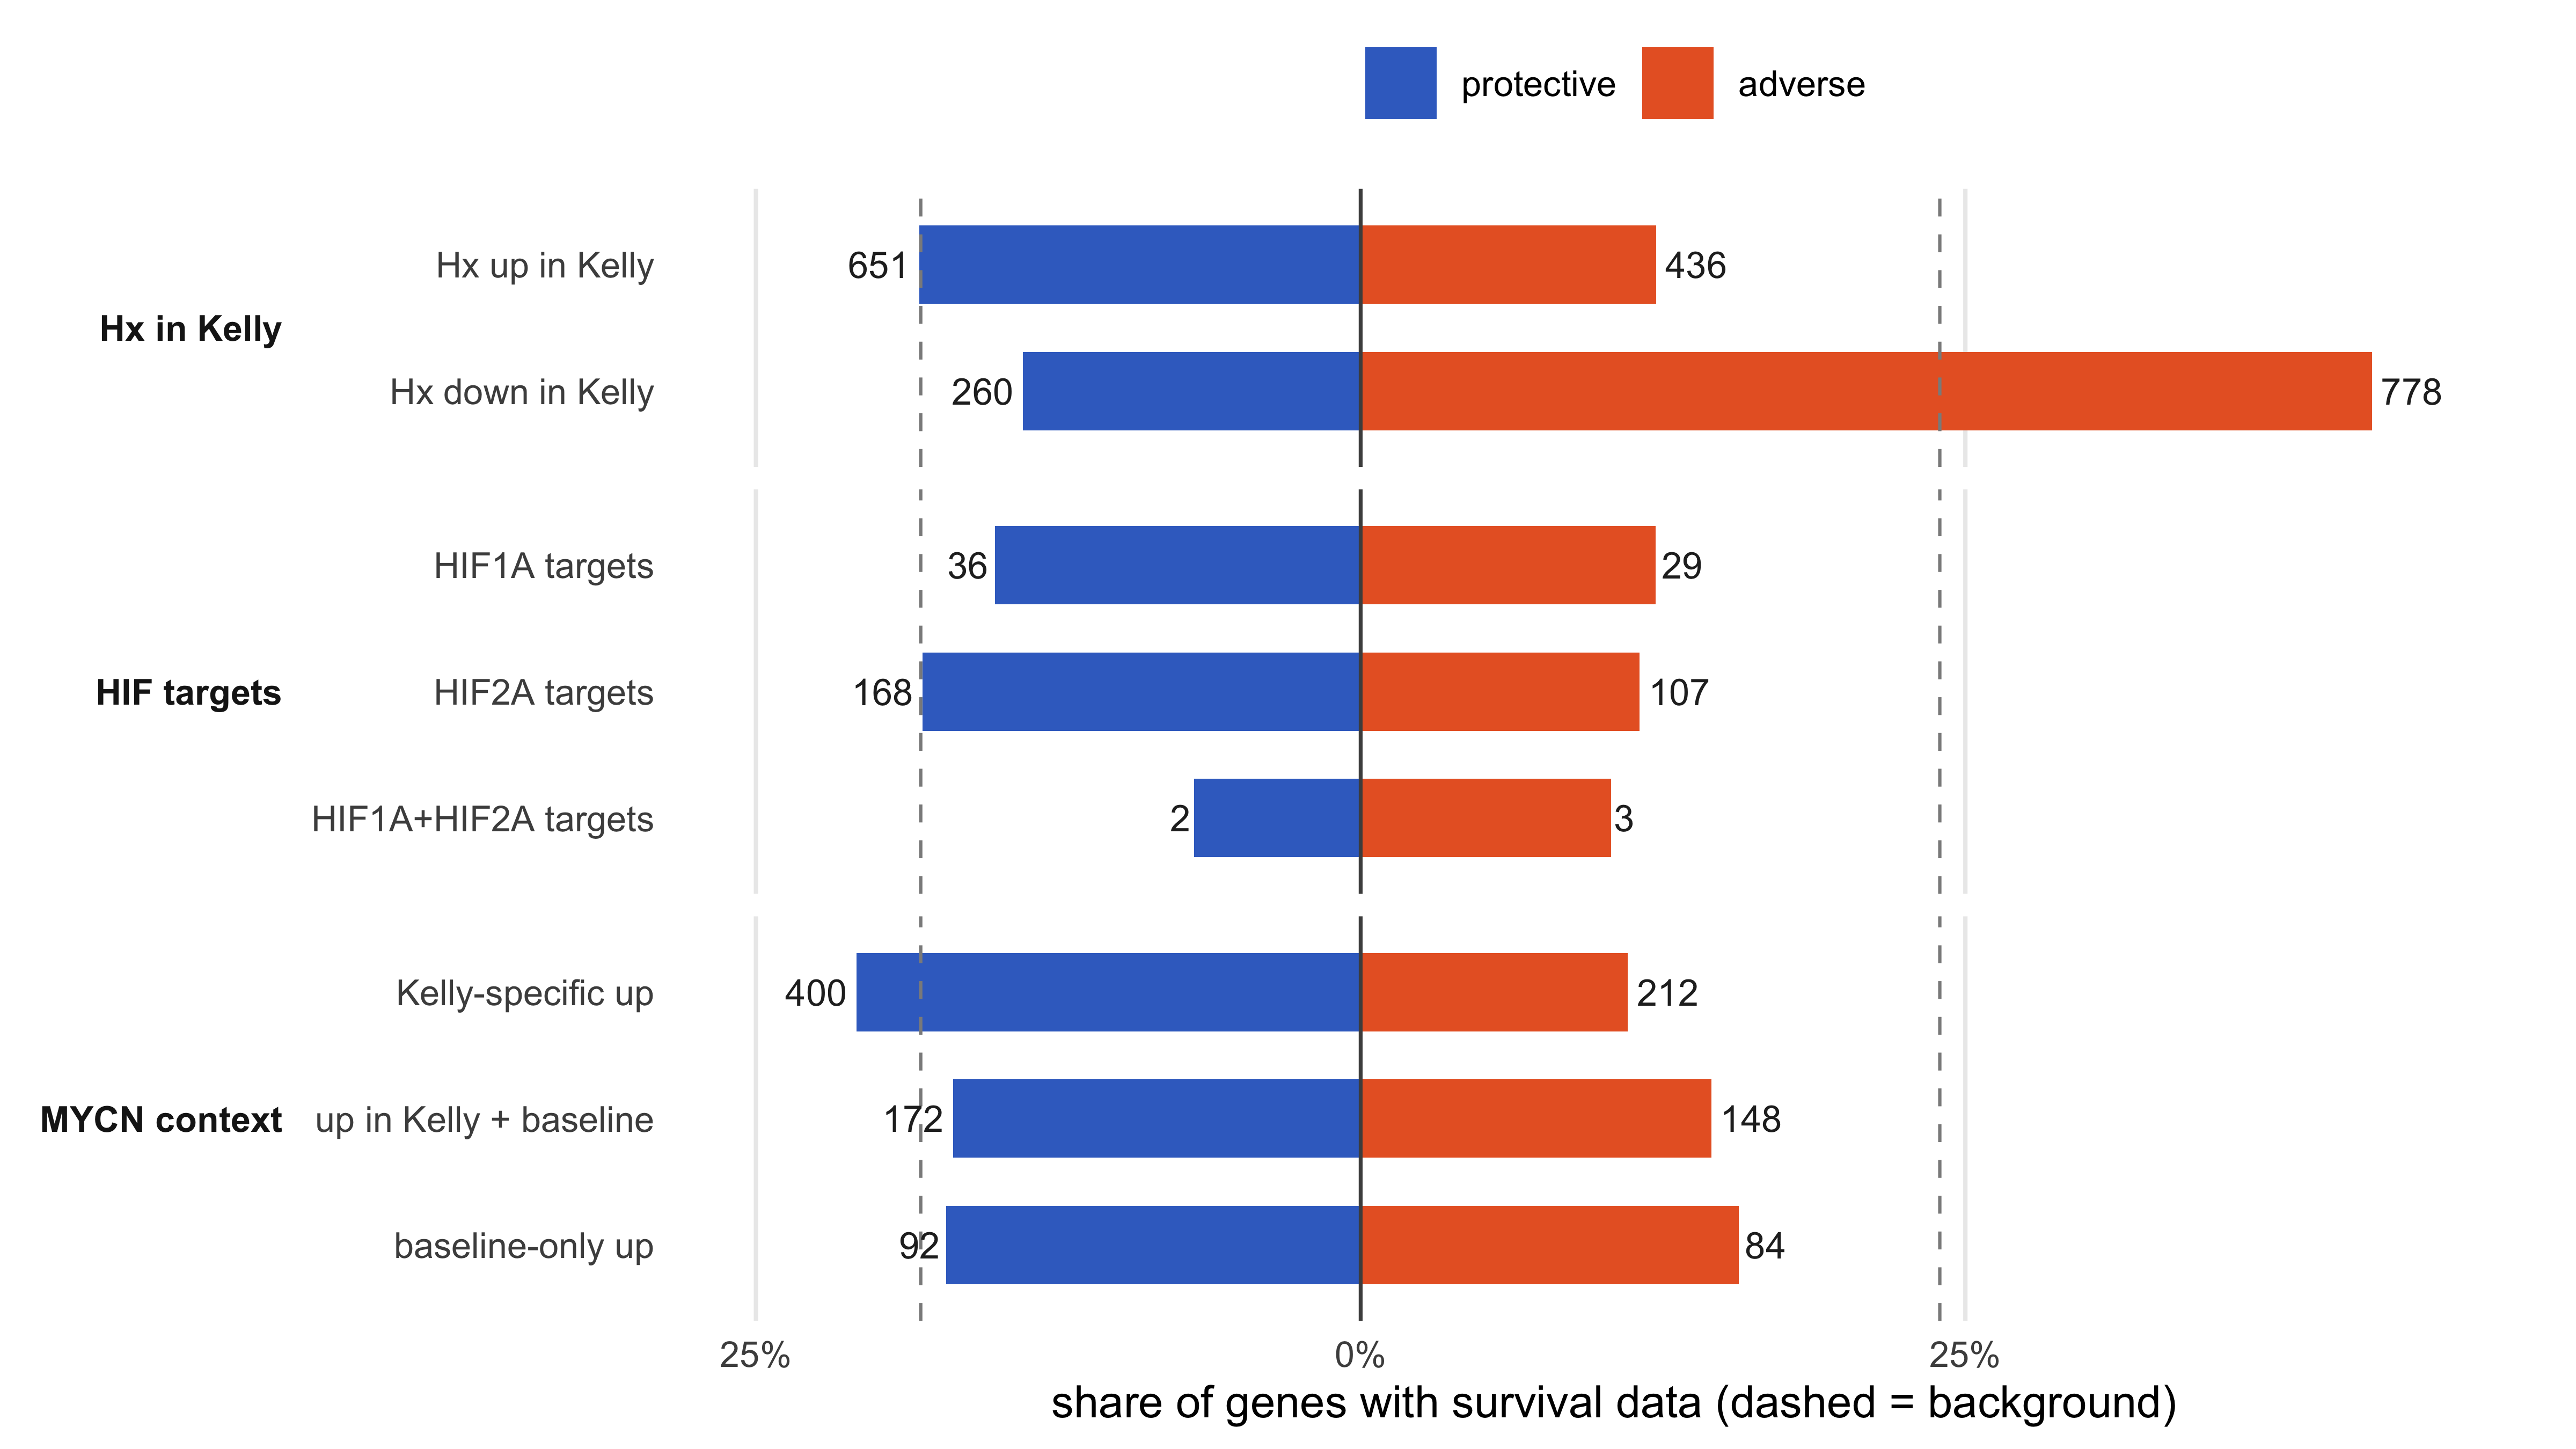 protective adverse
Hx in Kelly
Hx up in Kelly 651 436
Hx down in Kelly 260 778
HIF targets
HIF1A targets 36 29
HIF2A targets 168 107
HIF1A+HIF2A targets 2 3
MYCN context
Kelly-specific up 400 212
up in Kelly + baseline 172 148
baseline-only up 92 84
25% 0% 25%
share of genes with survival data (dashed = background)